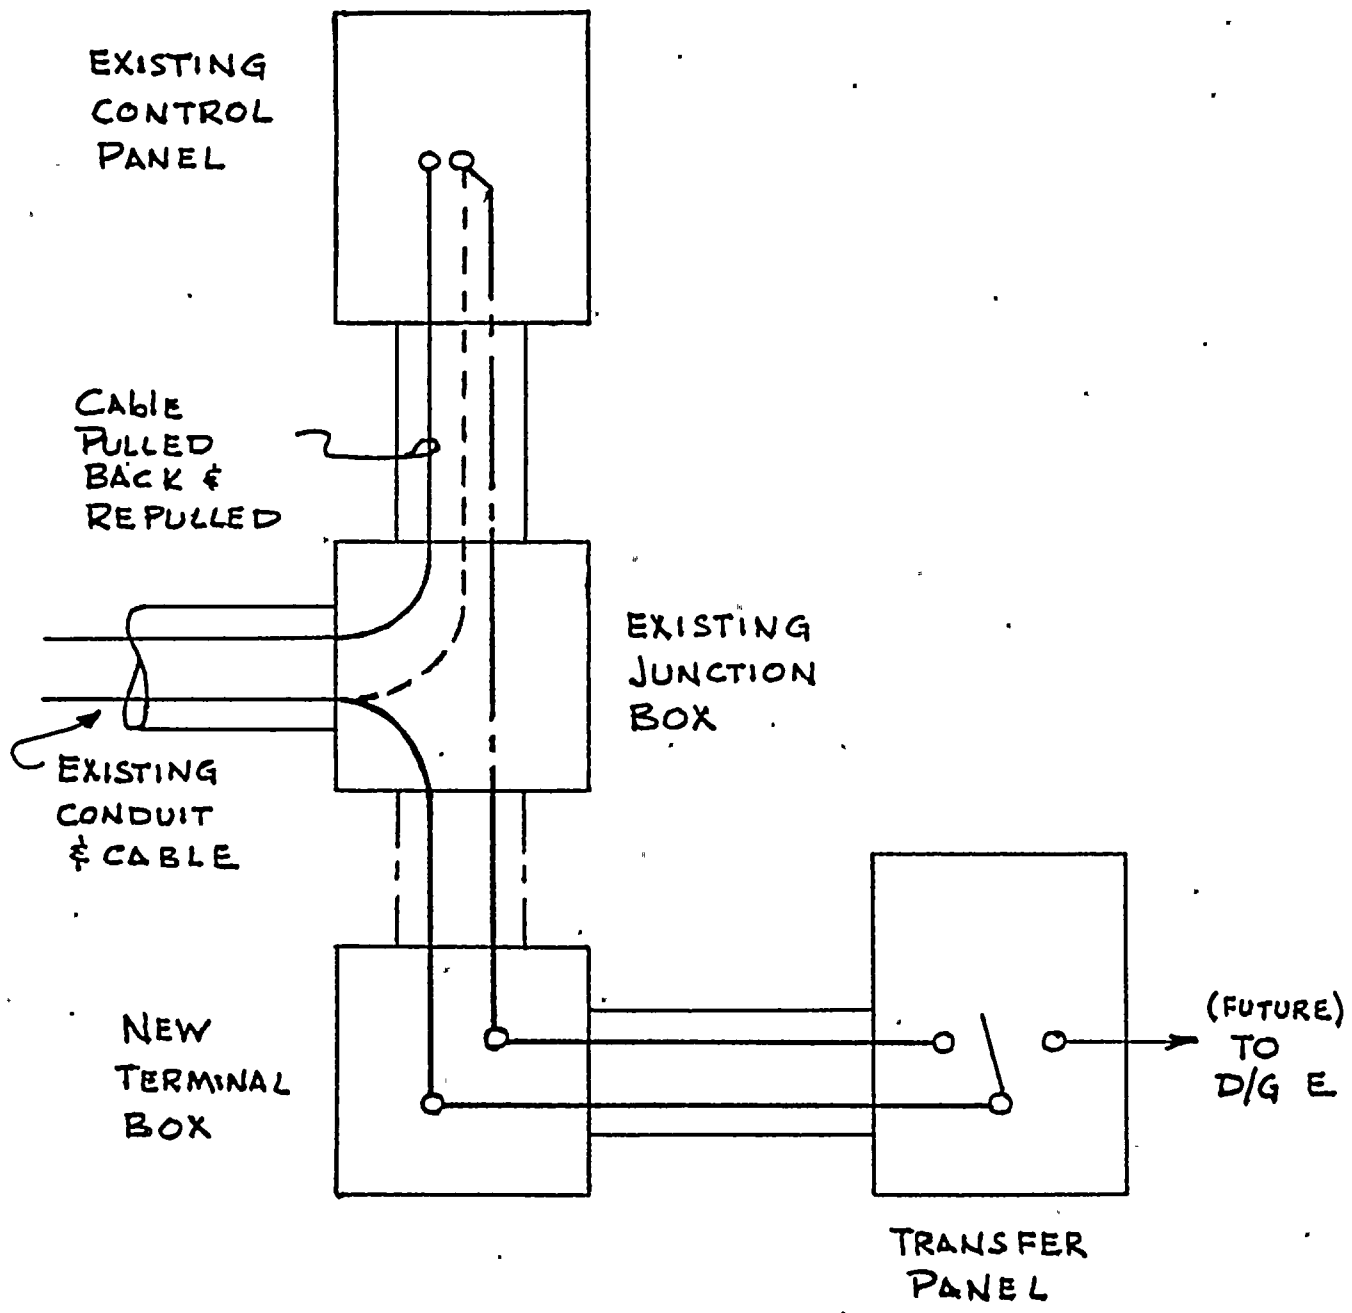 EXISTING
CONTROL
PANEL
CABLE
PULLED
BACK &
REPULLED
EXISTING
JUNCTION
BOX
EXISTING
CONDUIT
& CABLE
NEW
TERMINAL
BOX
(FUTURE)
TO
D/G E
TRANSFER
PANEL